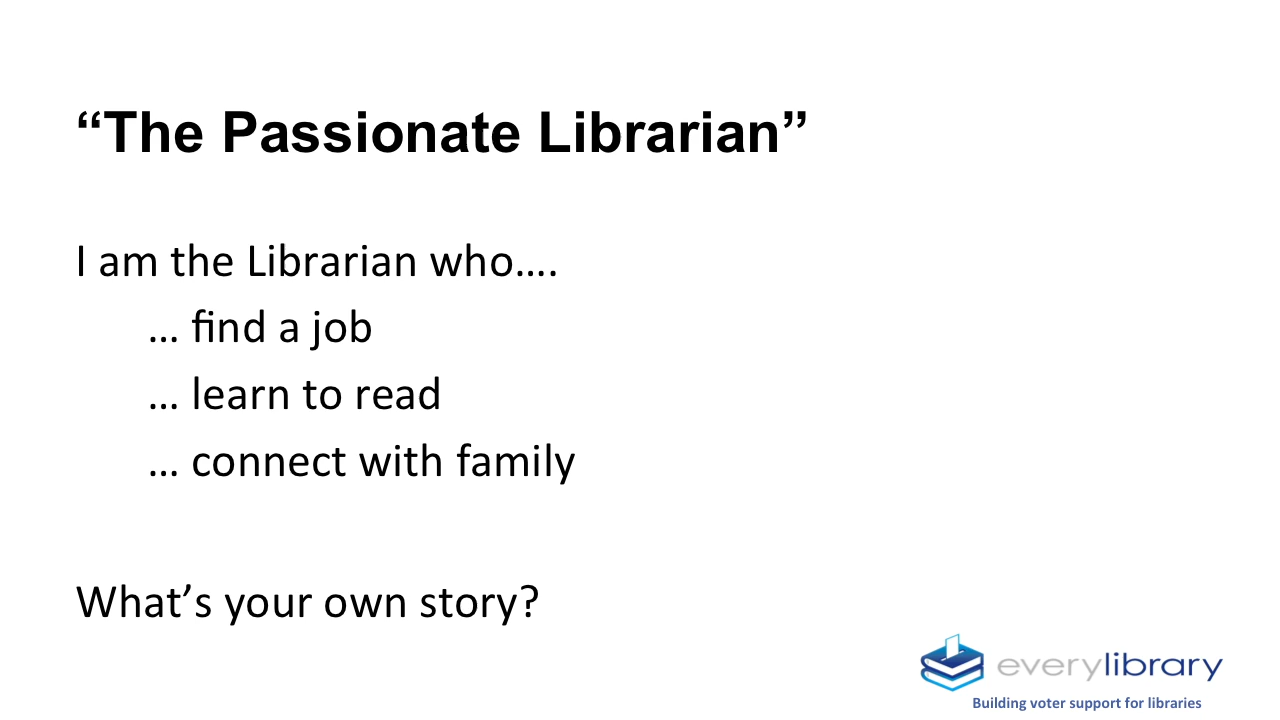 “The Passionate Librarian”
I am the Librarian who….
… find a job
… learn to read
… connect with family
What’s your own story?
everylibrary
Building voter support for libraries